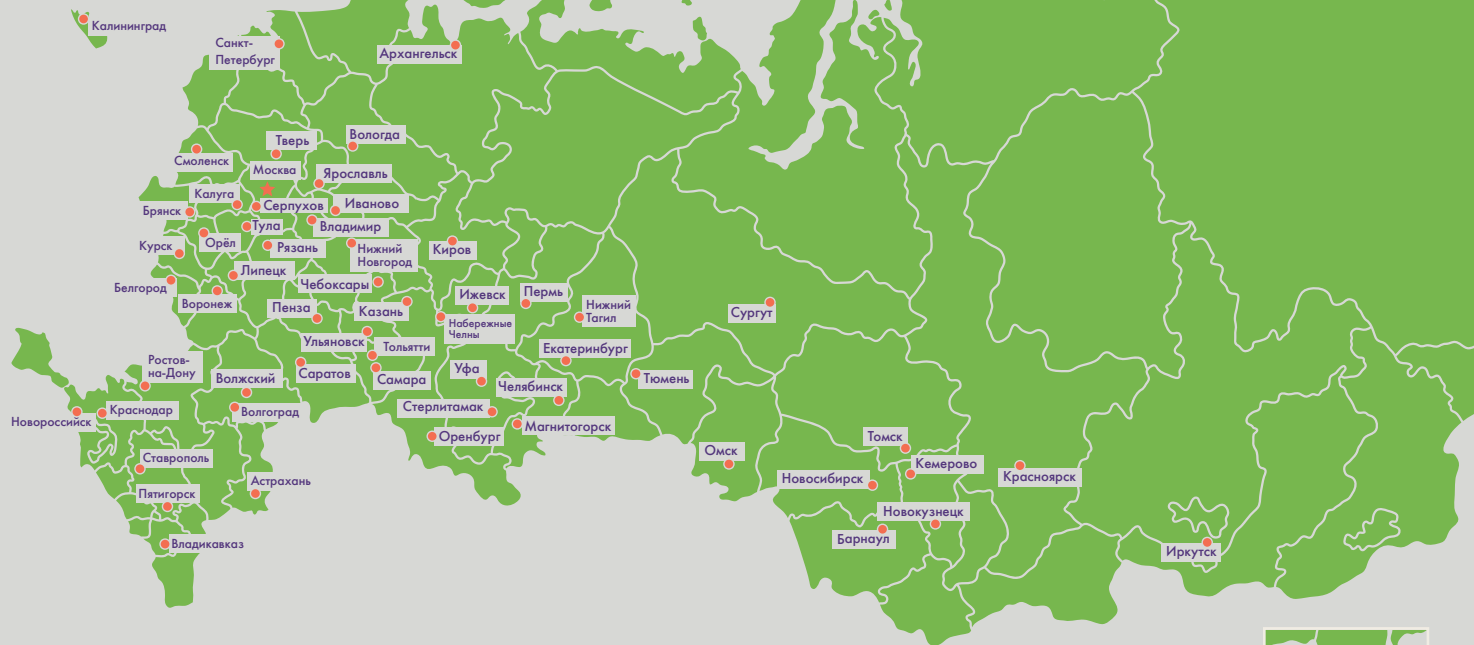 Калининград
Санкт-
Петербург
Архангельск
Вологда
Тверь
Смоленск
Москва
Ярославль
Калуга
Серпухов
Иваново
Брянск
Тула
Владимир
Орёл
Курск
Рязань
Нижний
Новгород
Киров
Липецк
Чебоксары
Белгород
Воронеж
Пенза
Казань
Ижевск
Пермь
Нижний
Тагил
Набережные
Челны
Сургут
Ульяновск
Тольятти
Екатеринбург
Ростов-
на-Дону
Волжский
Саратов
Самара
Уфа
Челябинск
Тюмень
Новороссийск
Краснодар
Волгоград
Стерлитамак
Магнитогорск
Оренбург
Томск
Омск
Ставрополь
Кемерово
Новосибирск
Красноярск
Астрахань
Пятигорск
Новокузнецк
Барнаул
Владикавказ
Иркутск